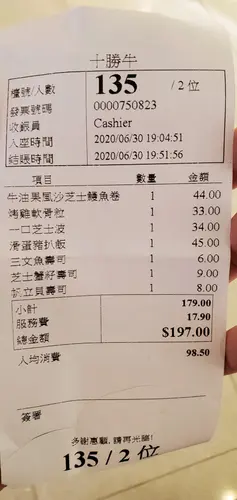 十勝牛
檯號/人數 135 /2 位
發票號碼 0000750823
收銀員 Cashier
入座時間 2020/06/30 19:04:51
結賬時間 2020/06/30 19:51:56
項目 數量 金額
牛油果風沙芝士鰻魚卷 1 44.00
烤雞軟骨粒 1 33.00
一口芝士波 1 34.00
滑蛋豬扒飯 1 45.00
三文魚壽司 1 6.00
芝士蟹籽壽司 1 9.00
帆立貝壽司 1 8.00
小計 179.00
服務費 17.90
總金額 $197.00
人均消費 98.50
簽署
多謝惠顧, 請再光臨!
135 / 2 位